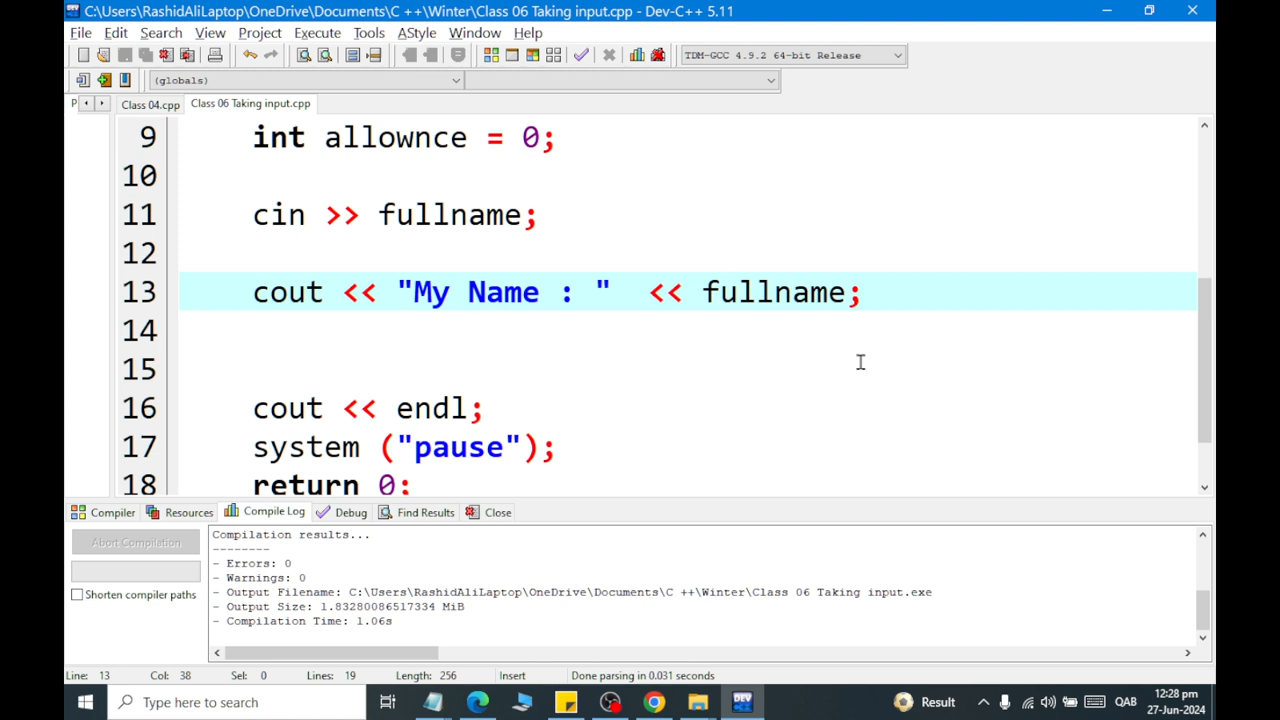 C:\Users\RashidAliLaptop\OneDrive\Documents\C ++\Winter\Class 06 Taking input.cpp - Dev-C++ 5.11
File Edit Search View Project Execute Tools AStyle Window Help
TDM-GCC 4.9.2 64-bit Release
(globals)
P Class 04.cpp Class 06 Taking input.cpp
9 int allownce = 0;
10
11 cin >> fullname;
12
13 cout << "My Name : "  << fullname;
14
15
16 cout << endl;
17 system ("pause");
18 return 0;
Compiler Resources Compile Log Debug Find Results Close
Abort Compilation
Shorten compiler paths
Compilation results...
--------
- Errors: 0
- Warnings: 0
- Output Filename: C:\Users\RashidAliLaptop\OneDrive\Documents\C ++\Winter\Class 06 Taking input.exe
- Output Size: 1.83280086517334 MiB
- Compilation Time: 1.06s
Line: 13 Col: 38 Sel: 0 Lines: 19 Length: 256 Insert Done parsing in 0.031 seconds
Type here to search
DEV
Result
QAB
12:28 pm
27-Jun-2024